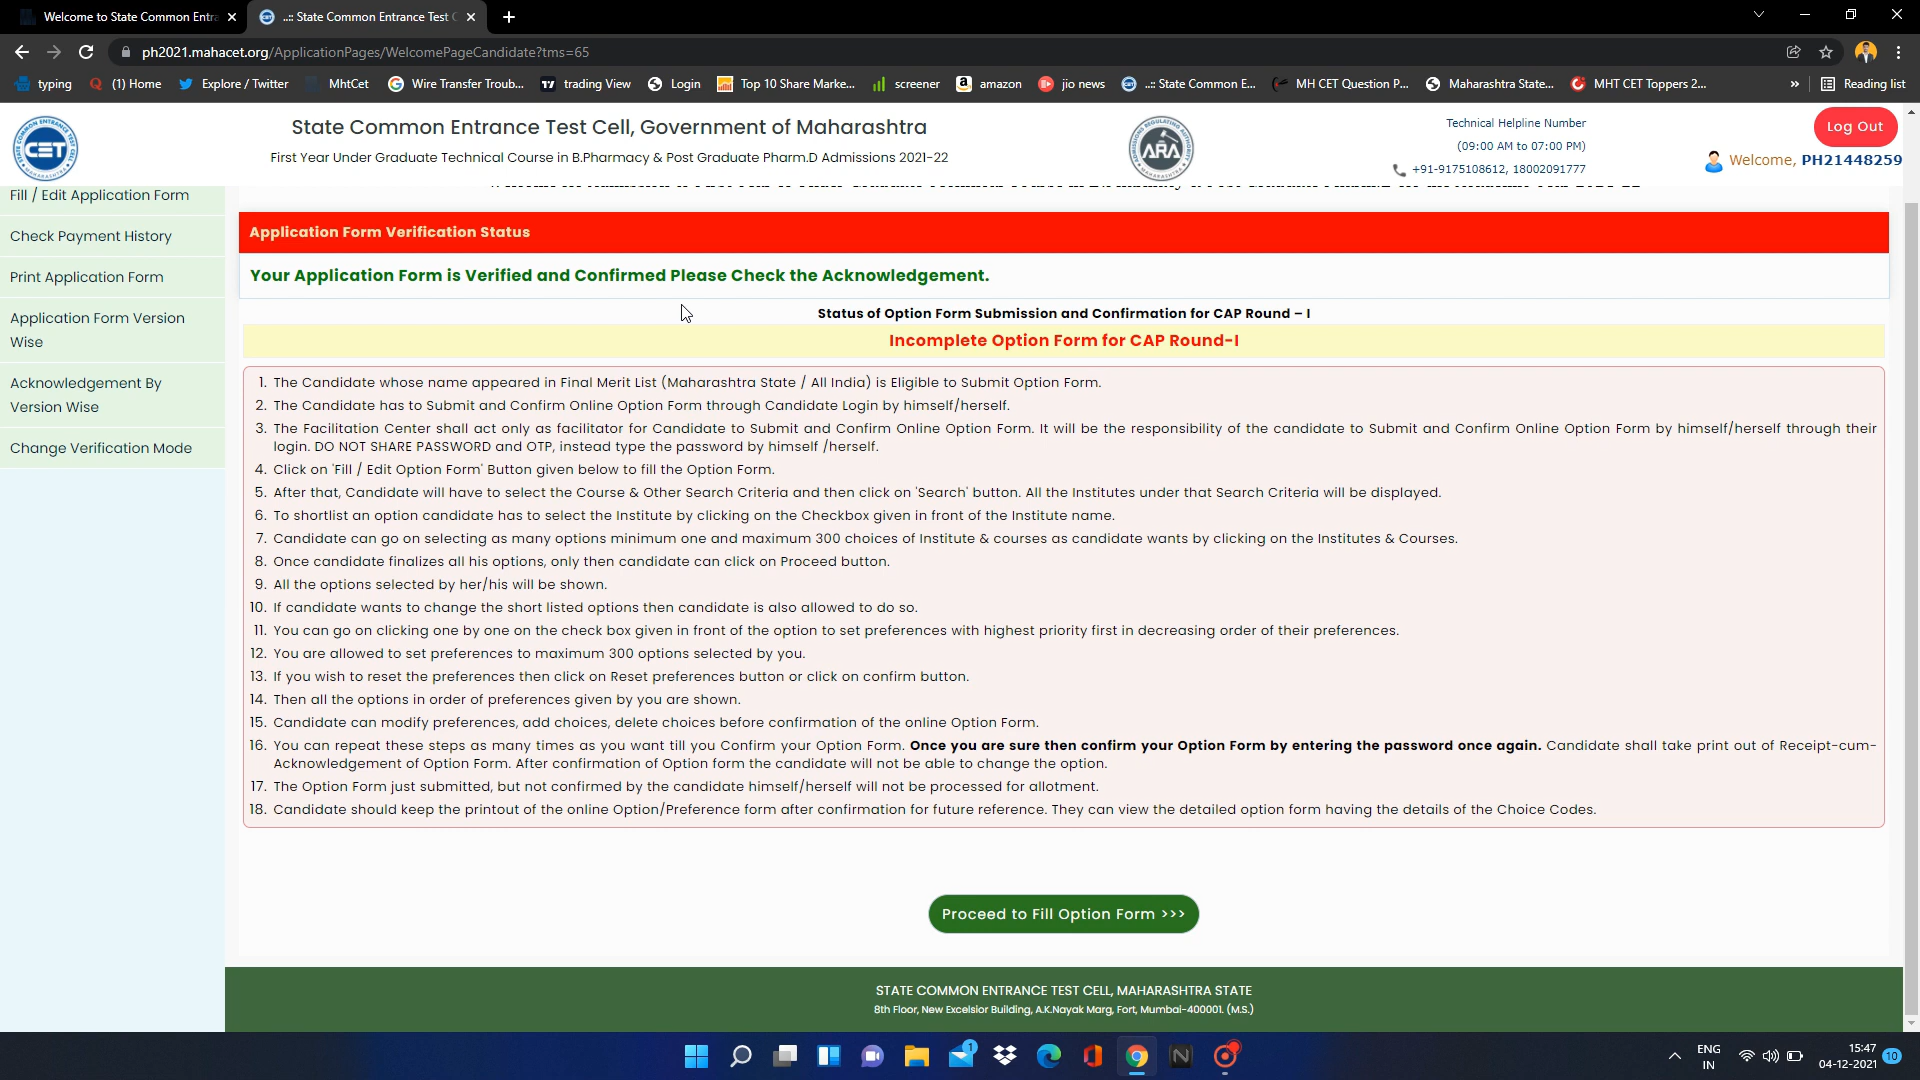 Welcome to State Common Entra
..:: State Common Entrance Test C
ph2021.mahacet.org/ApplicationPages/WelcomePageCandidate?tms=65
typing
(1) Home
Explore / Twitter
MhtCet
Wire Transfer Troub...
trading View
Login
Top 10 Share Marke...
screener
amazon
jio news
..:: State Common E...
MH CET Question P...
Maharashtra State...
MHT CET Toppers 2...
»
Reading list
CET
State Common Entrance Test Cell, Government of Maharashtra
First Year Under Graduate Technical Course in B.Pharmacy & Post Graduate Pharm.D Admissions 2021-22
ARA
Technical Helpline Number
(09:00 AM to 07:00 PM)
+91-9175108612, 18002091777
Log Out
Welcome, PH21448259
Fill / Edit Application Form
Check Payment History
Print Application Form
Application Form Version
Wise
Acknowledgement By
Version Wise
Change Verification Mode
Application Form Verification Status
Your Application Form is Verified and Confirmed Please Check the Acknowledgement.
Status of Option Form Submission and Confirmation for CAP Round – I
Incomplete Option Form for CAP Round-I
1. The Candidate whose name appeared in Final Merit List (Maharashtra State / All India) is Eligible to Submit Option Form.
2. The Candidate has to Submit and Confirm Online Option Form through Candidate Login by himself/herself.
3. The Facilitation Center shall act only as facilitator for Candidate to Submit and Confirm Online Option Form. It will be the responsibility of the candidate to Submit and Confirm Online Option Form by himself/herself through their
login. DO NOT SHARE PASSWORD and OTP, instead type the password by himself /herself.
4. Click on 'Fill / Edit Option Form' Button given below to fill the Option Form.
5. After that, Candidate will have to select the Course & Other Search Criteria and then click on 'Search' button. All the Institutes under that Search Criteria will be displayed.
6. To shortlist an option candidate has to select the Institute by clicking on the Checkbox given in front of the Institute name.
7. Candidate can go on selecting as many options minimum one and maximum 300 choices of Institute & courses as candidate wants by clicking on the Institutes & Courses.
8. Once candidate finalizes all his options, only then candidate can click on Proceed button.
9. All the options selected by her/his will be shown.
10. If candidate wants to change the short listed options then candidate is also allowed to do so.
11. You can go on clicking one by one on the check box given in front of the option to set preferences with highest priority first in decreasing order of their preferences.
12. You are allowed to set preferences to maximum 300 options selected by you.
13. If you wish to reset the preferences then click on Reset preferences button or click on confirm button.
14. Then all the options in order of preferences given by you are shown.
15. Candidate can modify preferences, add choices, delete choices before confirmation of the online Option Form.
16. You can repeat these steps as many times as you want till you Confirm your Option Form. Once you are sure then confirm your Option Form by entering the password once again. Candidate shall take print out of Receipt-cum-
Acknowledgement of Option Form. After confirmation of Option form the candidate will not be able to change the otption.
17. The Option Form just submitted, but not confirmed by the candidate himself/herself will not be processed for allotment.
18. Candidate should keep the printout of the online Option/Preference form after confirmation for future reference. They can view the detailed option form having the details of the Choice Codes.
Proceed to Fill Option Form >>>
STATE COMMON ENTRANCE TEST CELL, MAHARASHTRA STATE
8th Floor, New Excelsior Building, A.K.Nayak Marg, Fort, Mumbai-400001. (M.S.)
1
ENG
IN
15:47
04-12-2021
10